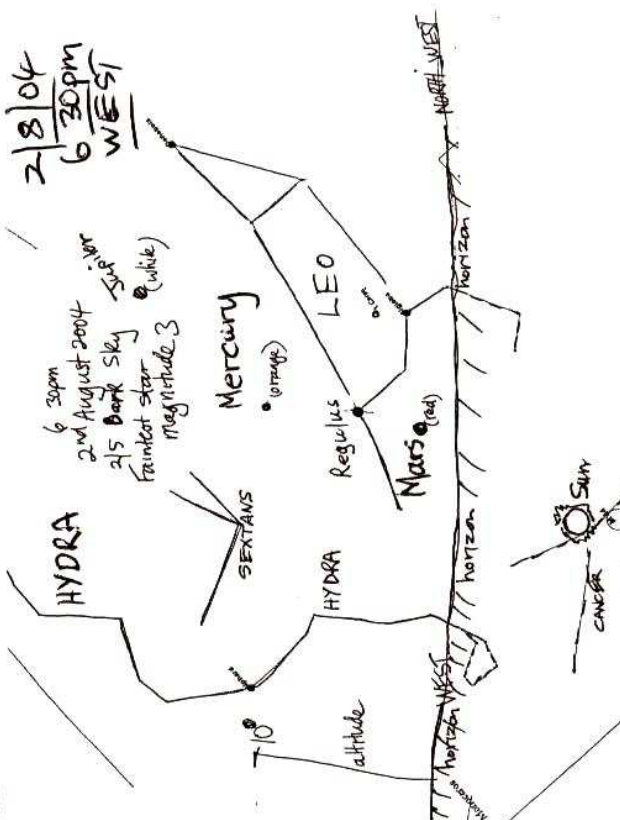 2/8/04
6 30pm
WEST
6 30pm
2nd August 2004
2/5 Dark Sky
Faintest star
magnitude 3
Jupiter
(white)
Mercury
(orange)
LEO
HYDRA
SEXTANS
Regulus
Mars
(red)
HYDRA
10°
altitude
WEST
horizon
horizon
horizon
NORTH WEST
Sun
CANCER